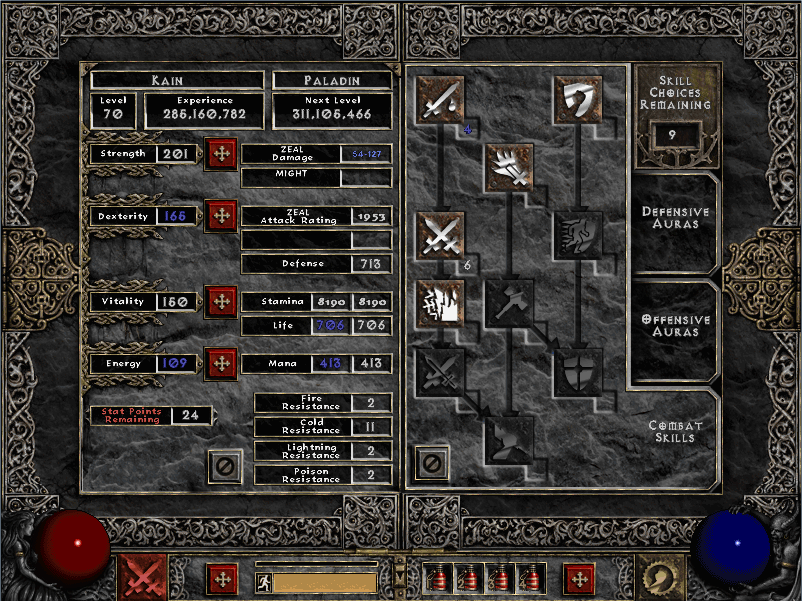 Kain
Paladin
Level
70
Experience
285,160,782
Next Level
311,105,466
Strength 201
ZEAL
Damage
54-127
MIGHT
Dexterity 165
ZEAL
Attack Rating
1953
Defense 713
Vitality 150
Stamina 8190 8190
Life 706 706
Energy 109
Mana 413 413
Stat Points
Remaining
24
Fire
Resistance
2
Cold
Resistance
11
Lightning
Resistance
2
Poison
Resistance
2
4
6
Skill
Choices
Remaining
9
Defensive
Auras
Offensive
Auras
Combat
Skills